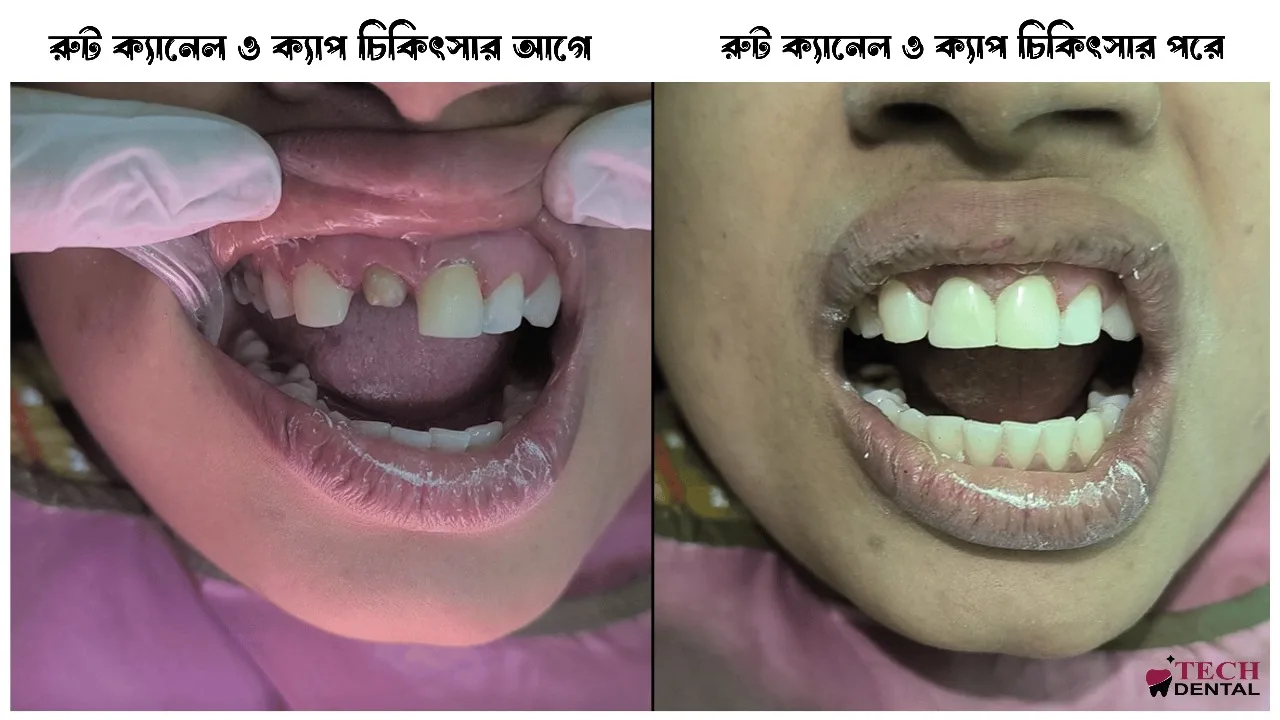 রুট ক্যানেল ও ক্যাপ চিকিৎসার আগে
রুট ক্যানেল ও ক্যাপ চিকিৎসার পরে
TECH
DENTAL